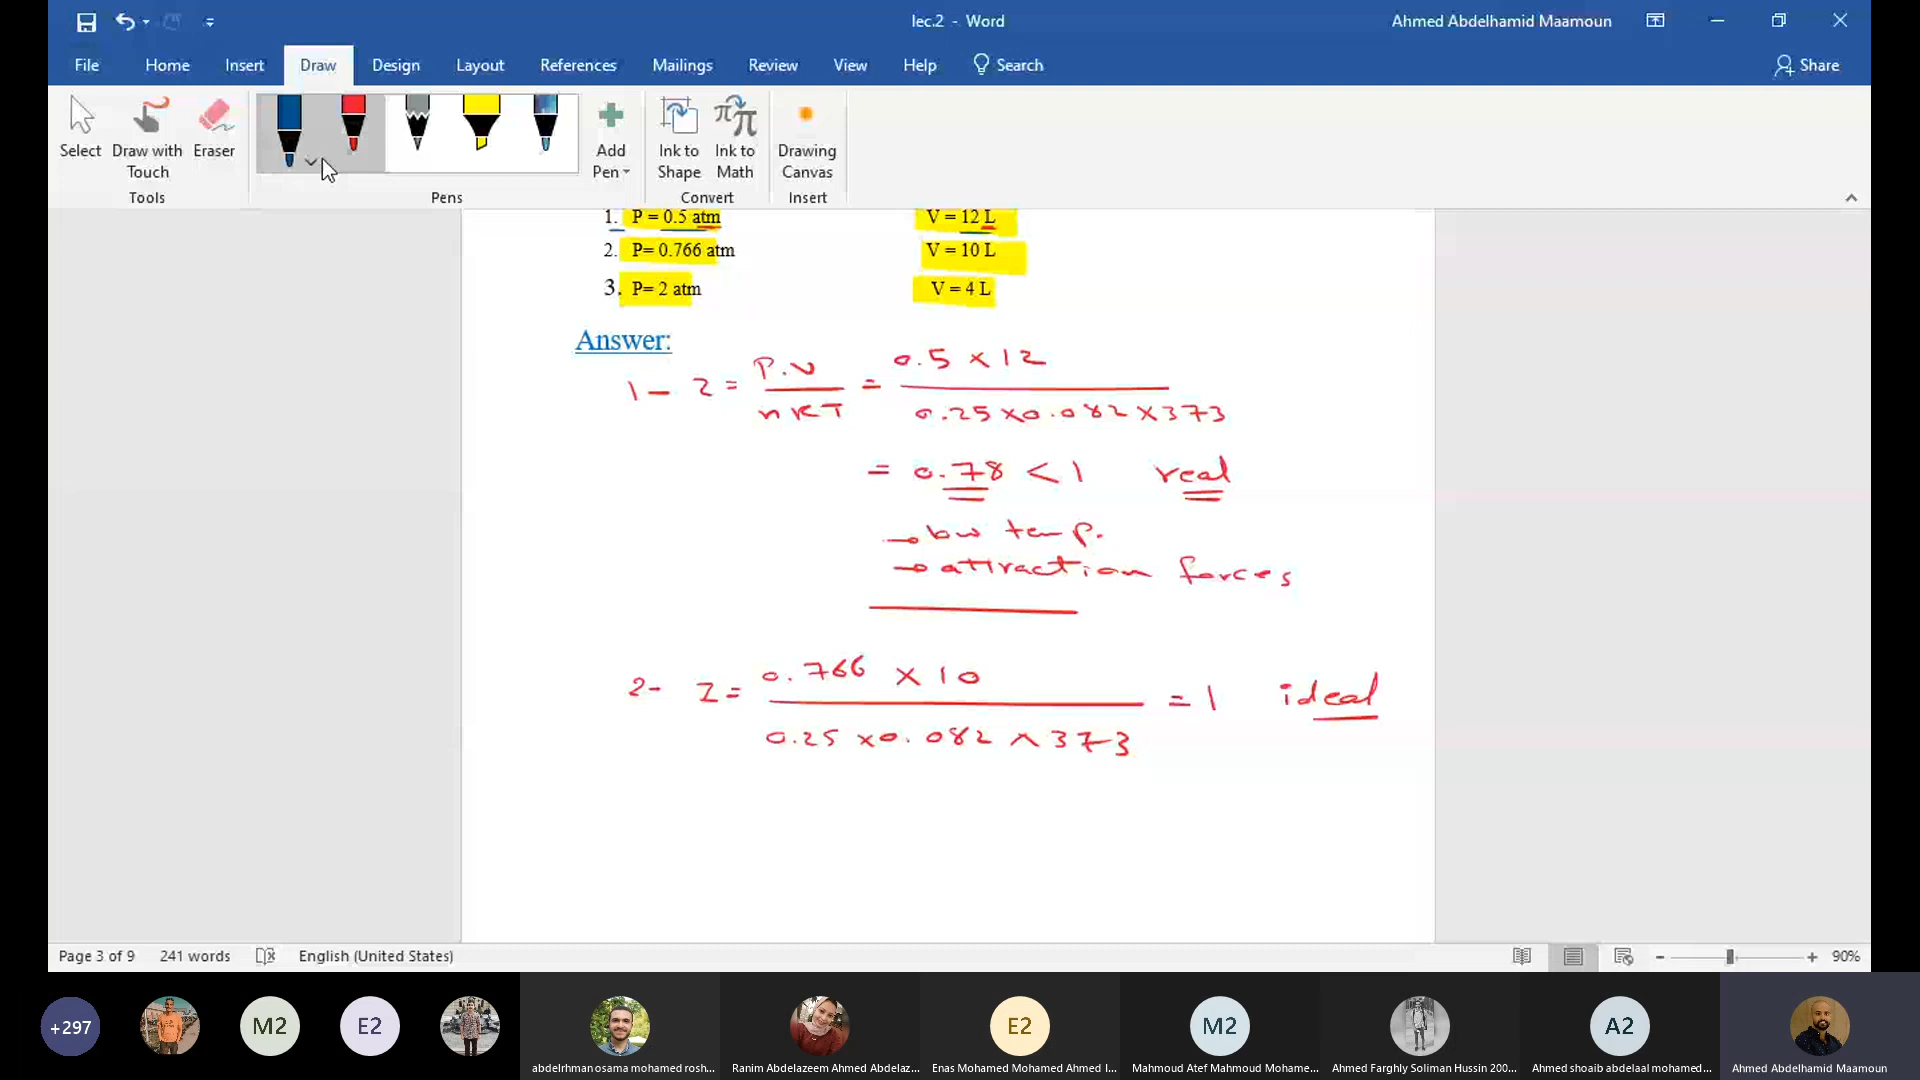 lec.2 - Word
Ahmed Abdelhamid Maamoun
File Home Insert Draw Design Layout References Mailings Review View Help Search Share
Select Draw with Touch Eraser Add Pen Ink to Shape Ink to Math Drawing Canvas
Tools Pens Convert Insert
1. P = 0.5 atm V = 12 L
2. P= 0.766 atm V = 10 L
3. P= 2 atm V = 4 L
Answer:
1 - Z = P.V / nRT = 0.5 × 12 / 0.25 × 0.082 × 373
= 0.78 < 1 real
→ low temp.
→ attraction forces
2- Z = 0.766 × 10 / 0.25 × 0.082 × 373 = 1 ideal
Page 3 of 9 241 words English (United States) 90%
+297 M2 E2 E2 M2 A2
abdelrhman osama mohamed rosh... Ranim Abdelazeem Ahmed Abdelaz... Enas Mohamed Mohamed Ahmed I... Mahmoud Atef Mahmoud Mohame... Ahmed Farghly Soliman Hussin 200... Ahmed shoaib abdelaal mohamed... Ahmed Abdelhamid Maamoun